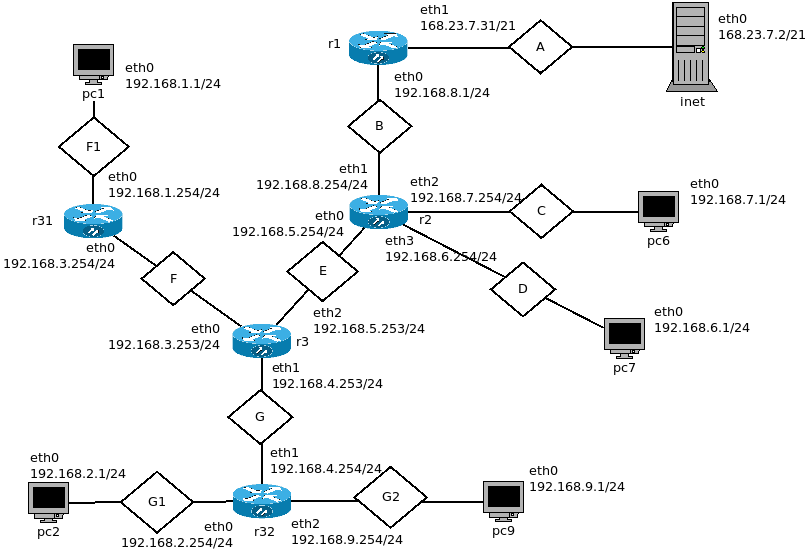 eth1
168.23.7.31/21
r1
A
eth0
168.23.7.2/21
inet
eth0
192.168.8.1/24
pc1
eth0
192.168.1.1/24
F1
B
eth0
192.168.1.254/24
r31
eth0
192.168.3.254/24
eth1
192.168.8.254/24
eth2
192.168.7.254/24
r2
C
eth0
192.168.7.1/24
pc6
eth0
192.168.5.254/24
eth3
192.168.6.254/24
F
E
D
eth0
192.168.6.1/24
pc7
eth2
192.168.5.253/24
eth0
192.168.3.253/24
r3
eth1
192.168.4.253/24
G
eth1
192.168.4.254/24
eth0
192.168.2.1/24
pc2
G1
eth0
192.168.2.254/24
r32
eth2
192.168.9.254/24
G2
eth0
192.168.9.1/24
pc9